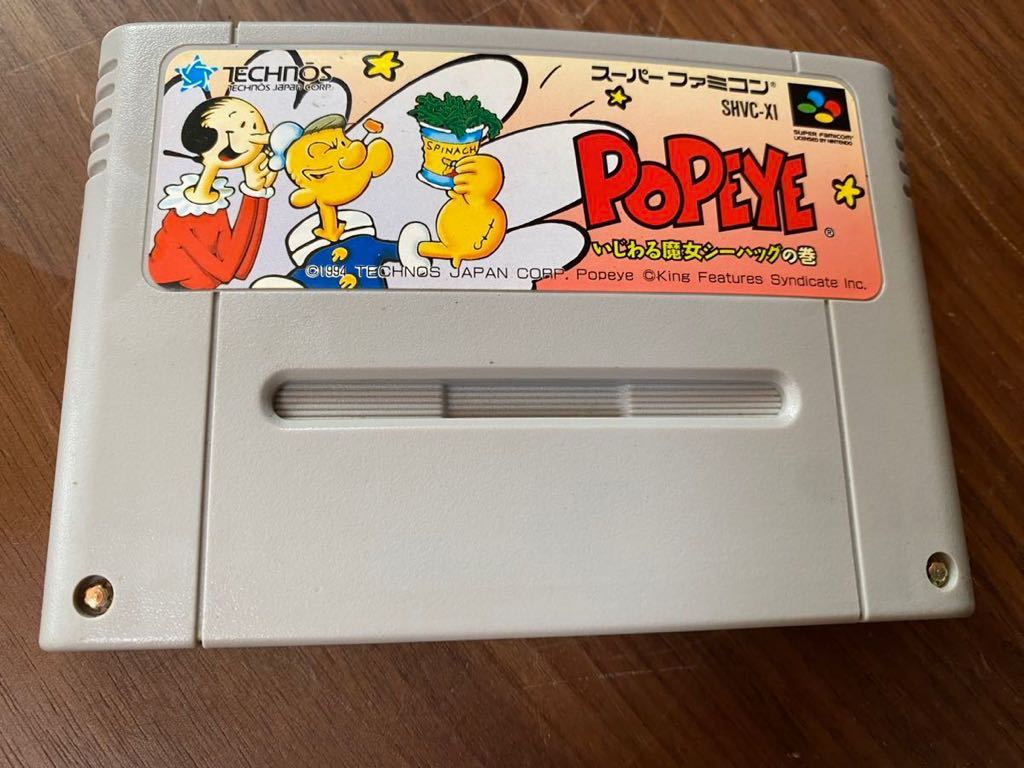 TECHNŌS
TECHNŌS JAPAN CORP.
スーパーファミコン®
SHVC-XI
SUPER FAMICOM
LICENSED BY NINTENDO
SPINACH
POPEYE®
いじわる魔女シーハッグの巻
©1994 TECHNOS JAPAN CORP. Popeye ©King Features Syndicate Inc.